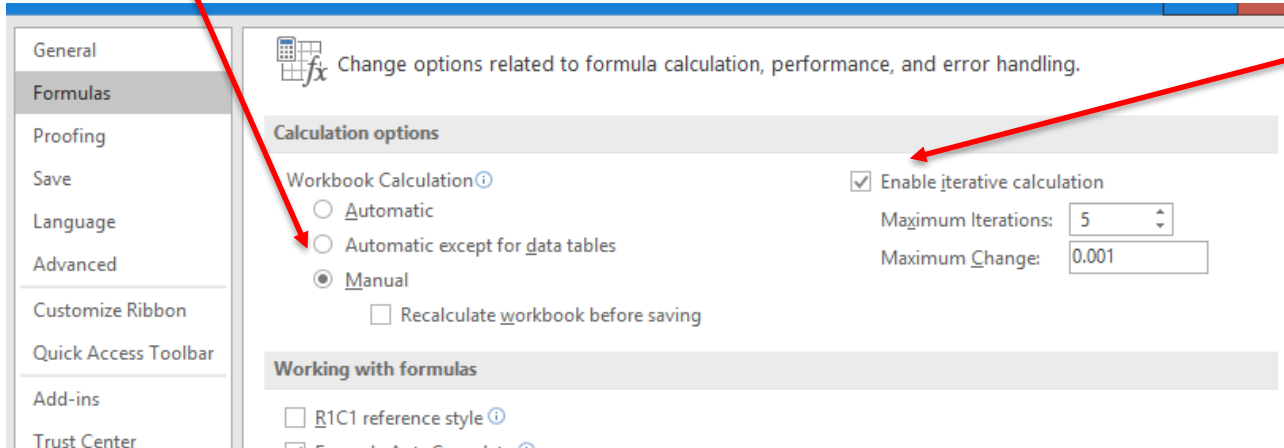 General
Formulas
Proofing
Save
Language
Advanced
Customize Ribbon
Quick Access Toolbar
Add-ins
Trust Center
fx Change options related to formula calculation, performance, and error handling.
Calculation options
Workbook Calculation
Automatic
Automatic except for data tables
Manual
Recalculate workbook before saving
Enable iterative calculation
Maximum Iterations: 5
Maximum Change: 0.001
Working with formulas
R1C1 reference style